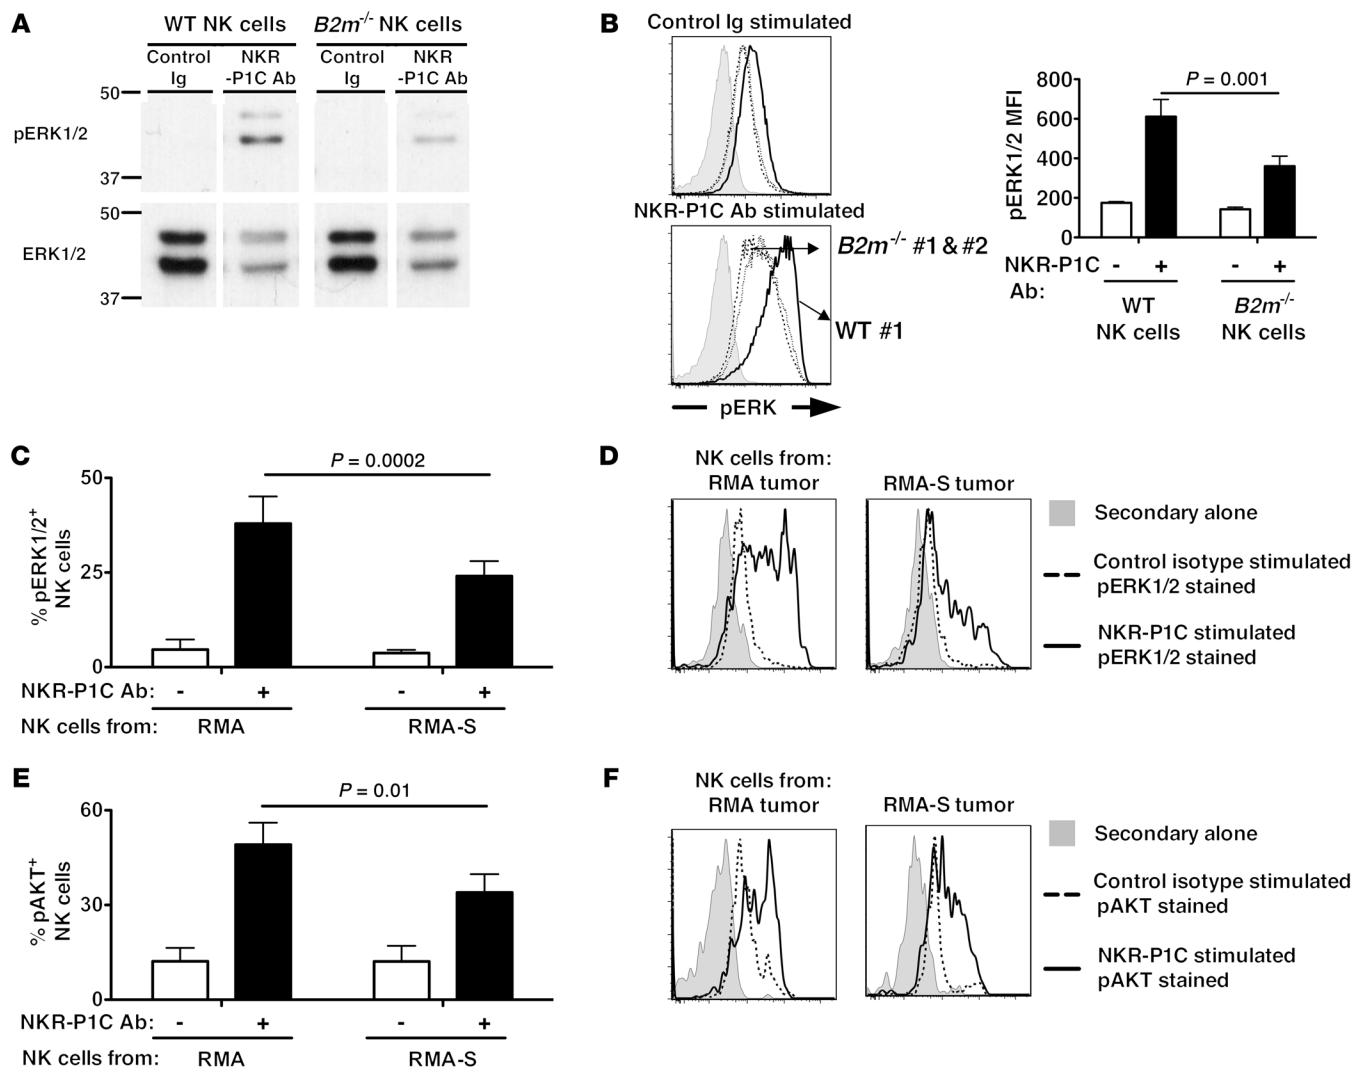 A
WT NK cells
B2m-/- NK cells
Control Ig
NKR -P1C Ab
Control Ig
NKR -P1C Ab
50
pERK1/2
37
50
ERK1/2
37
B
Control Ig stimulated
NKR-P1C Ab stimulated
B2m-/- #1 & #2
WT #1
pERK
pERK1/2 MFI
800
600
400
200
0
P = 0.001
NKR-P1C Ab:
- + - +
WT NK cells
B2m-/- NK cells
C
% pERK1/2+ NK cells
50
25
0
P = 0.0002
NKR-P1C Ab: - + - +
NK cells from: RMA RMA-S
D
NK cells from:
RMA tumor
RMA-S tumor
Secondary alone
Control isotype stimulated
pERK1/2 stained
NKR-P1C stimulated
pERK1/2 stained
E
% pAKT+ NK cells
60
30
0
P = 0.01
NKR-P1C Ab: - + - +
NK cells from: RMA RMA-S
F
NK cells from:
RMA tumor
RMA-S tumor
Secondary alone
Control isotype stimulated
pAKT stained
NKR-P1C stimulated
pAKT stained